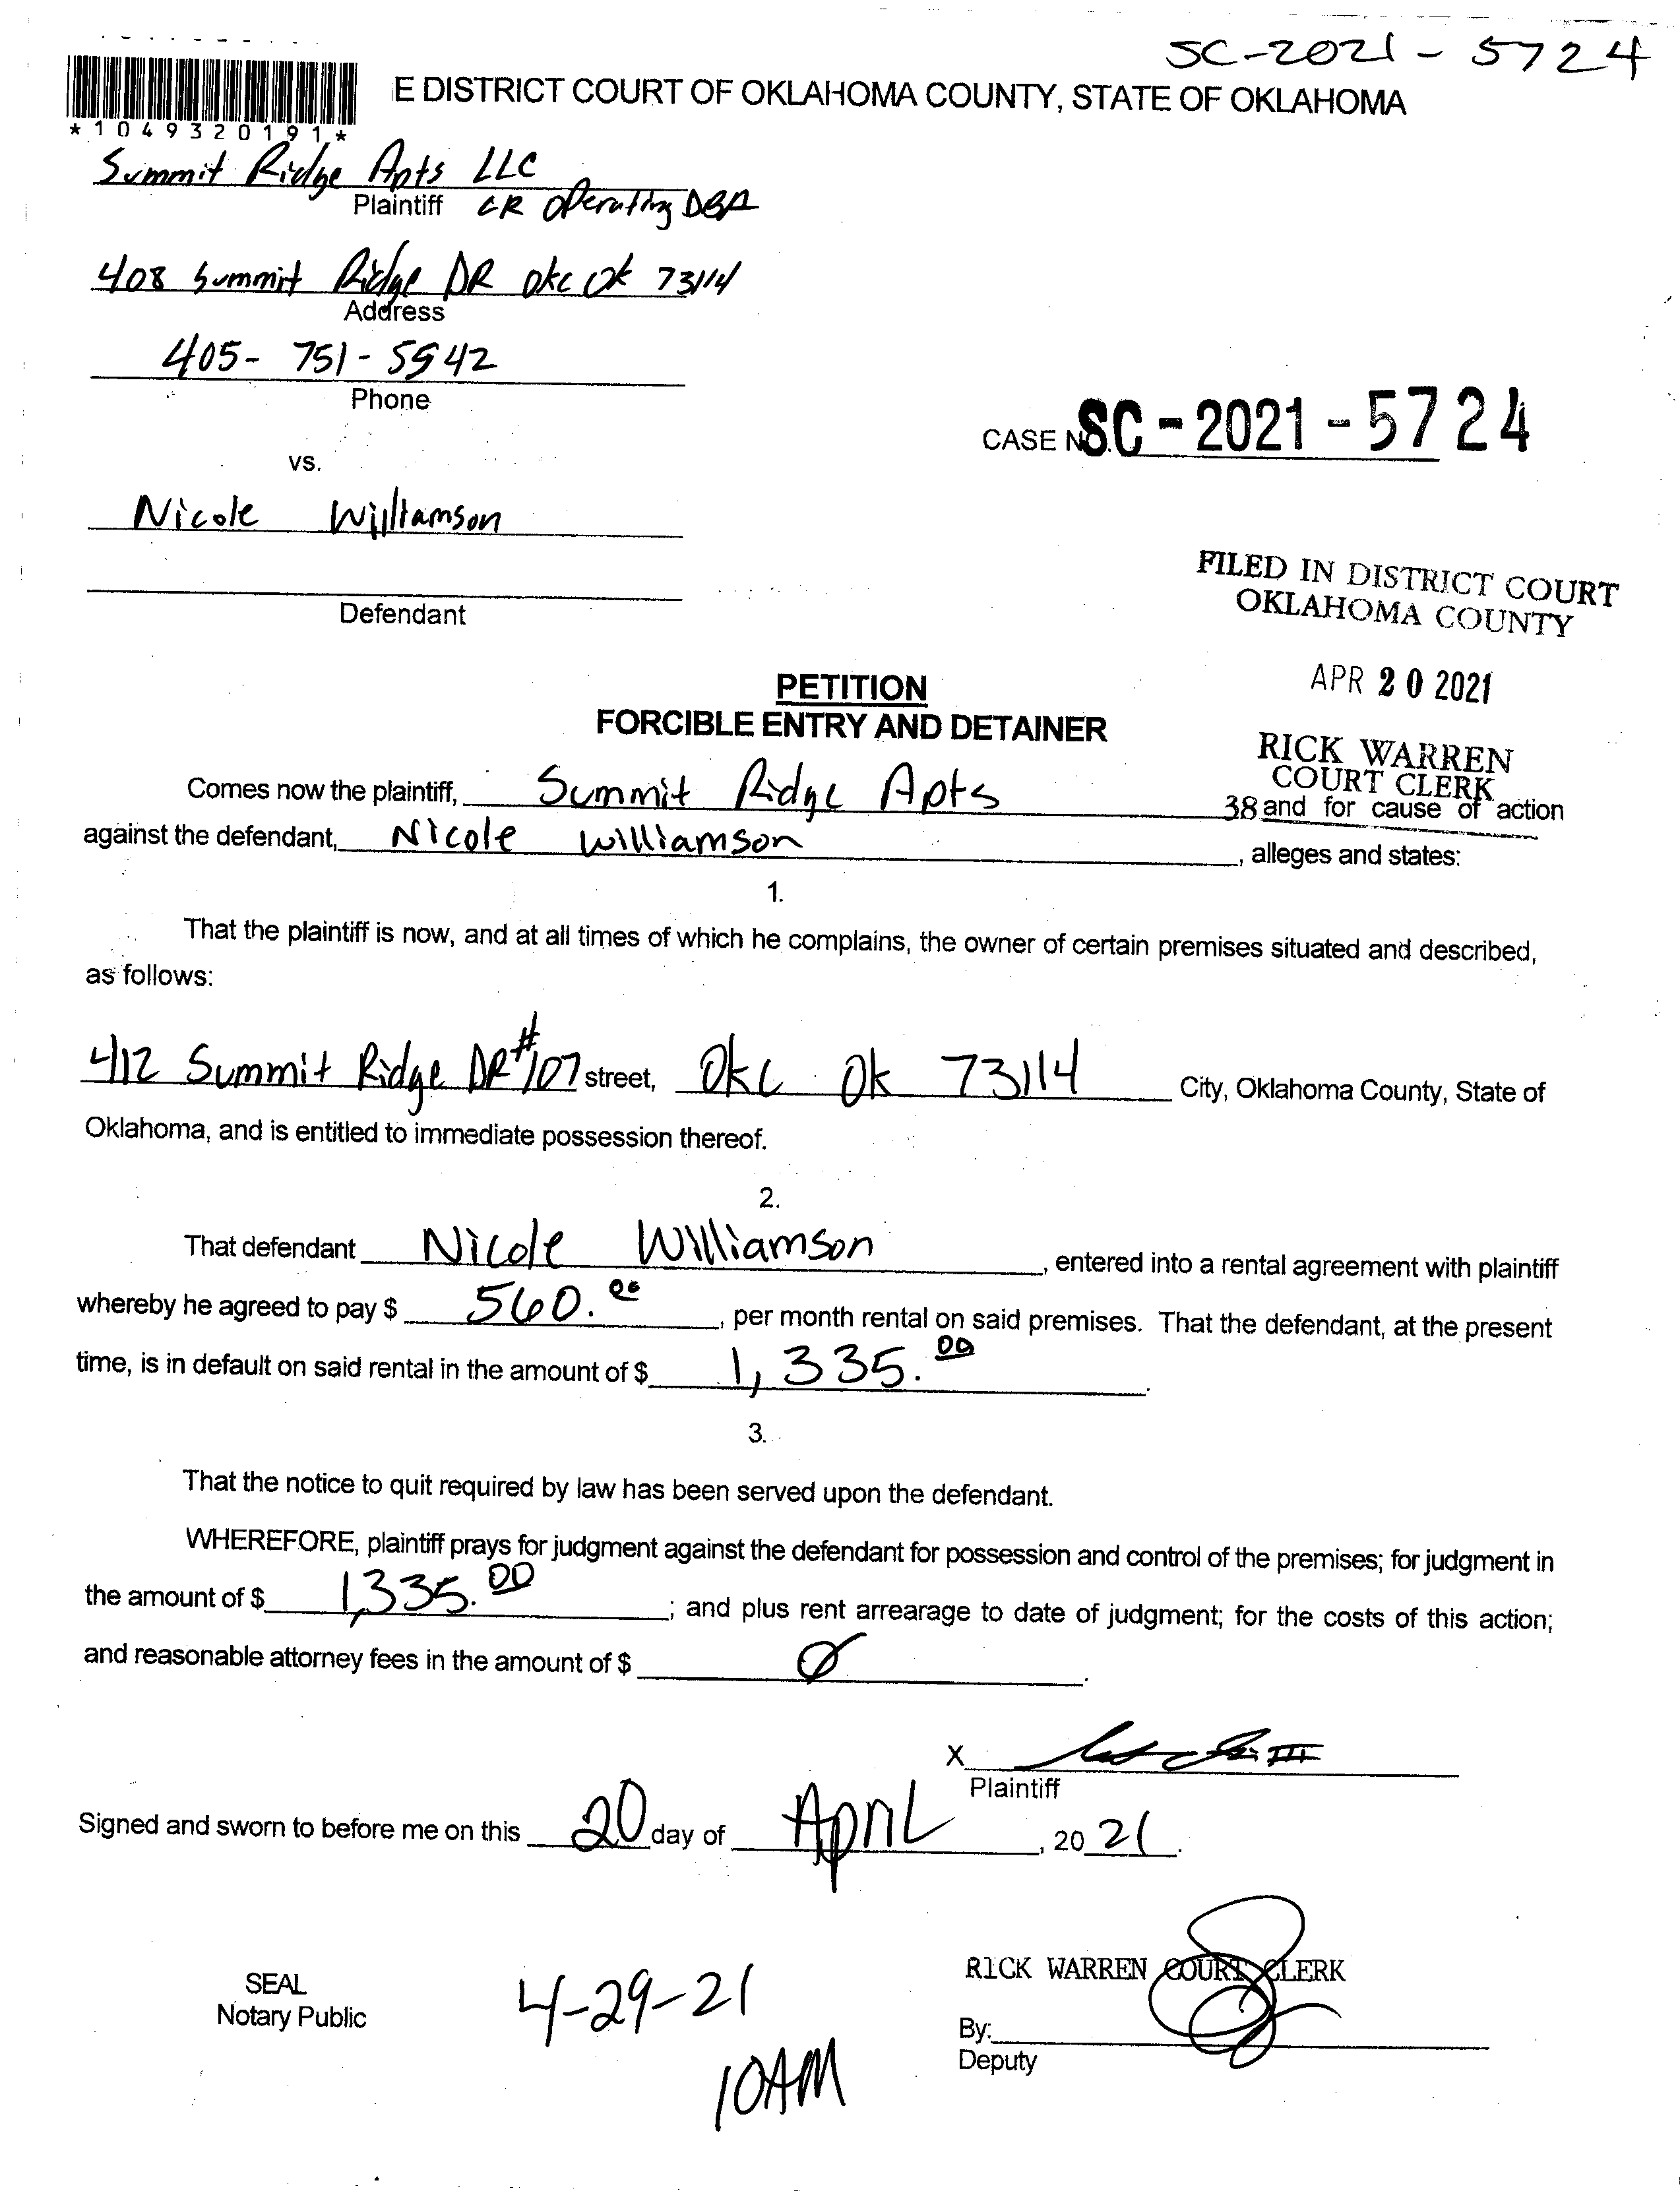 SC-2021-5724
E DISTRICT COURT OF OKLAHOMA COUNTY, STATE OF OKLAHOMA
*1049320191*
Summit Ridge Apts LLC
Plaintiff LR Operating DBA
408 Summit Ridge DR okc ok 73114
Address
405-751-5942
Phone
CASE NO. SC-2021-5724
vs.
Nicole Williamson
Defendant
FILED IN DISTRICT COURT
OKLAHOMA COUNTY
APR 20 2021
PETITION
FORCIBLE ENTRY AND DETAINER
RICK WARREN
COURT CLERK
Comes now the plaintiff, Summit Ridge Apts 38 and for cause of action
against the defendant, Nicole Williamson, alleges and states:
1.
That the plaintiff is now, and at all times of which he complains, the owner of certain premises situated and described,
as follows:
412 Summit Ridge DR #107 street, Okc Ok 73114 City, Oklahoma County, State of
Oklahoma, and is entitled to immediate possession thereof.
2.
That defendant Nicole Williamson, entered into a rental agreement with plaintiff
whereby he agreed to pay $ 560.00, per month rental on said premises. That the defendant, at the present
time, is in default on said rental in the amount of $ 1,335.00.
3.
That the notice to quit required by law has been served upon the defendant.
WHEREFORE, plaintiff prays for judgment against the defendant for possession and control of the premises; for judgment in
the amount of $ 1,335.00; and plus rent arrearage to date of judgment; for the costs of this action;
and reasonable attorney fees in the amount of $ Ø.
X
Plaintiff
Signed and sworn to before me on this 20 day of April, 2021.
SEAL
Notary Public
4-29-21
10AM
RICK WARREN COURT CLERK
By:
Deputy